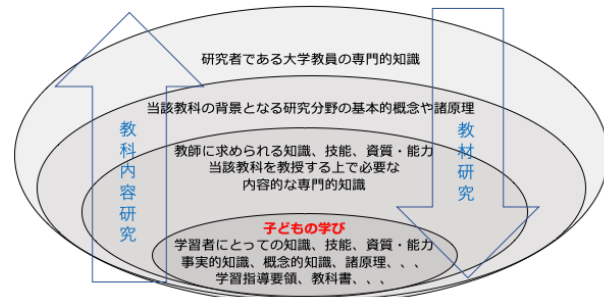 研究者である大学教員の専門的知識
当該教科の背景となる研究分野の基本的概念や諸原理
教師に求められる知識、技能、資質・能力
当該教科を教授する上で必要な
内容的な専門的知識
子どもの学び
学習者にとっての知識、技能、資質・能力
事実的知識、概念的知識、諸原理、、、
学習指導要領、教科書、、、
教科内容研究
教材研究